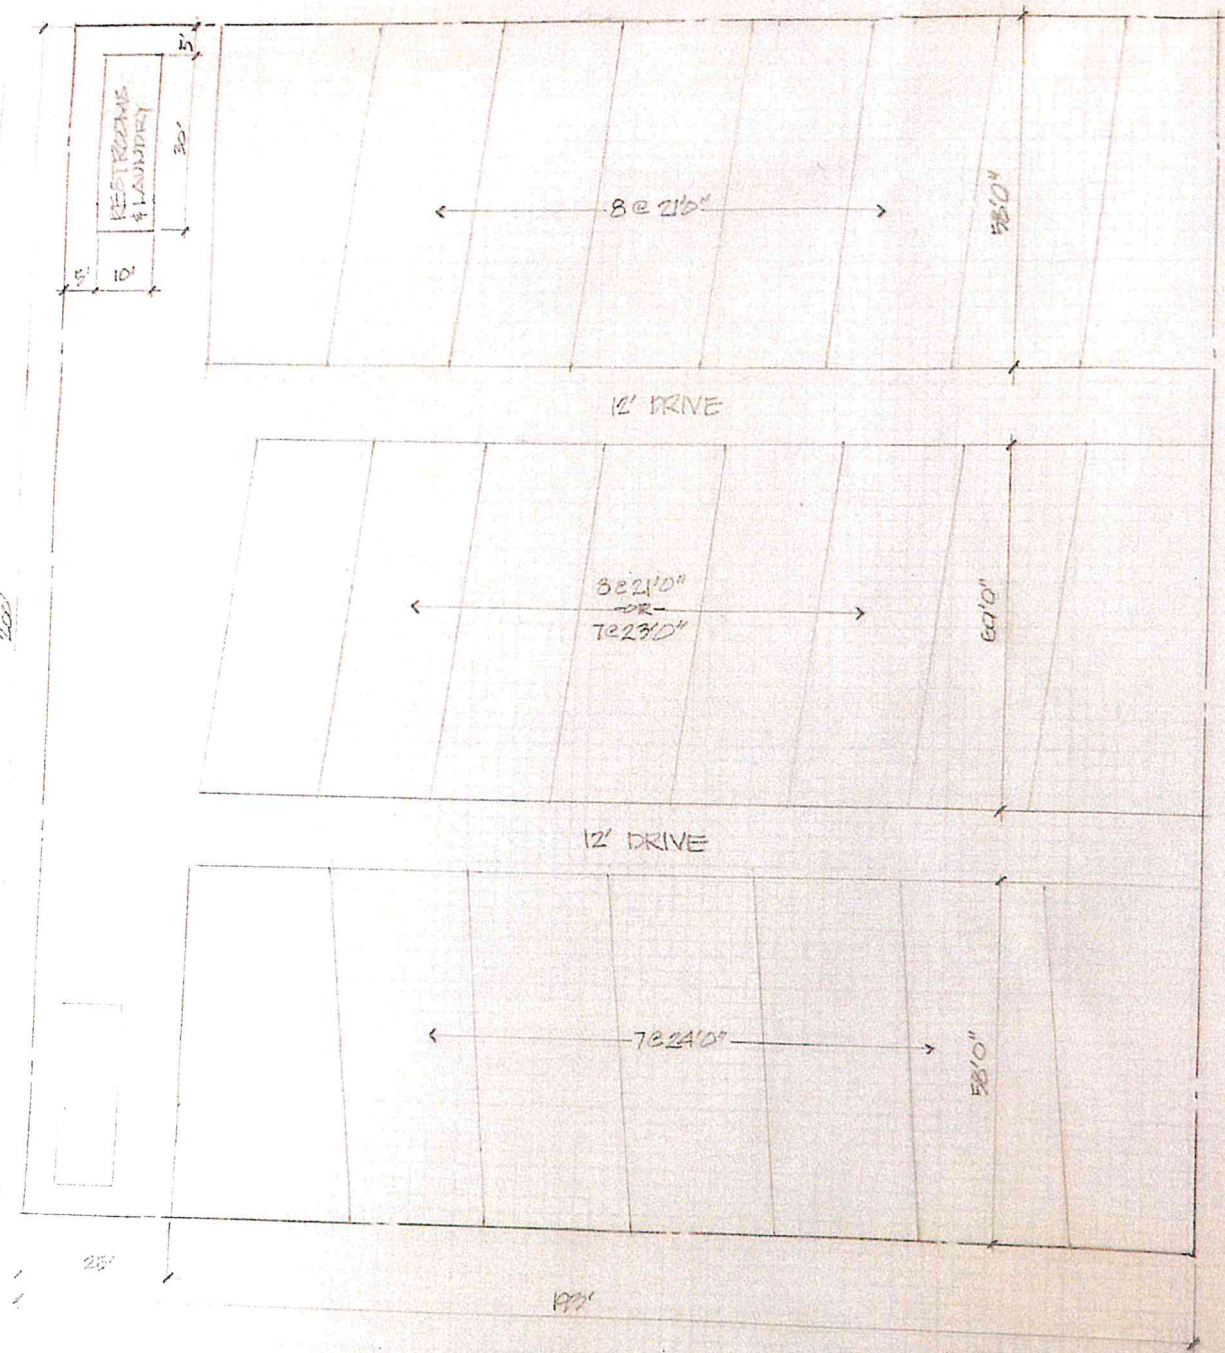 5'
RESTROOMS
& LAUNDRY
30'
5'
10'
8 @ 21'0"
58'0"
12' DRIVE
200'
8@21'0"
-OR-
7@23'0"
60'0"
12' DRIVE
7@24'0"
58'0"
25'
193'